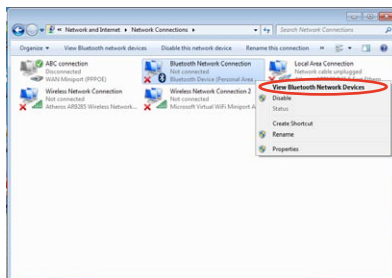 Network and Internet ▸ Network Connections ▸
Search Network Connections
Organize View Bluetooth network devices Disable this network device Rename this connection »
ABC connection
Disconnected
WAN Miniport (PPPOE)
Bluetooth Network Connection
Not connected
Bluetooth Device (Personal Area
Local Area Connection
Network cable unplugged
Wireless Network Connection
Not connected
Atheros AR9285 Wireless Network...
Wireless Network Connection 2
Not connected
Microsoft Virtual WiFi Miniport A
View Bluetooth Network Devices
Disable
Status
Create Shortcut
Rename
Properties